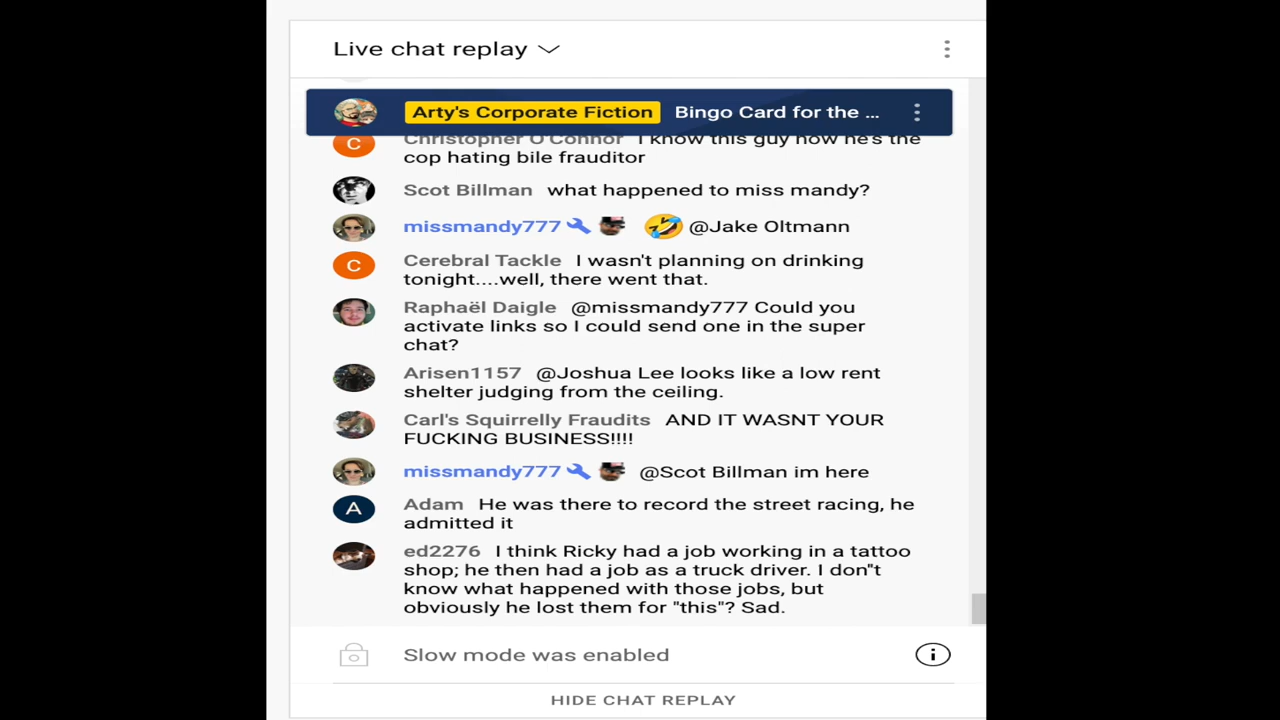 Live chat replay
Arty's Corporate Fiction Bingo Card for the ...
C Christopher O'Connor I know this guy now he's the
cop hating bile frauditor
Scot Billman what happened to miss mandy?
missmandy777 🤣 @Jake Oltmann
C Cerebral Tackle I wasn't planning on drinking
tonight....well, there went that.
Raphaël Daigle @missmandy777 Could you
activate links so I could send one in the super
chat?
Arisen1157 @Joshua Lee looks like a low rent
shelter judging from the ceiling.
Carl's Squirrelly Fraudits AND IT WASNT YOUR
FUCKING BUSINESS!!!!
missmandy777 @Scot Billman im here
A Adam He was there to record the street racing, he
admitted it
ed2276 I think Ricky had a job working in a tattoo
shop; he then had a job as a truck driver. I don"t
know what happened with those jobs, but
obviously he lost them for "this"? Sad.
Slow mode was enabled
HIDE CHAT REPLAY